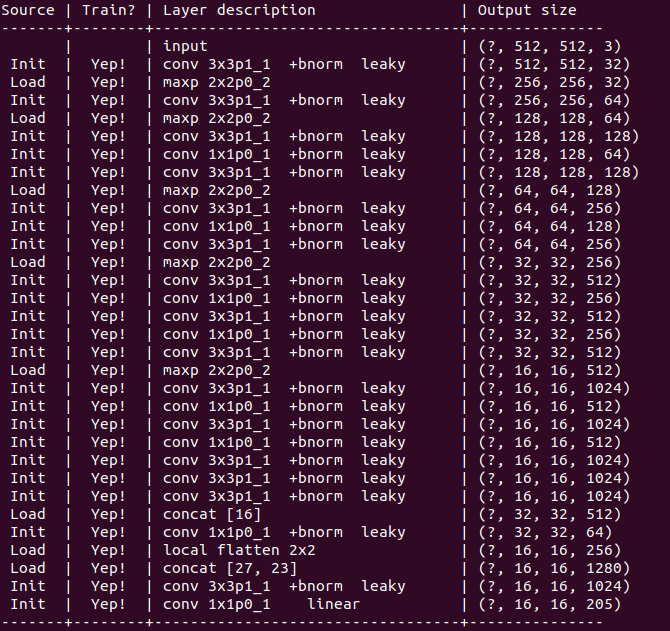 Source | Train? | Layer description                | Output size
-------+--------+----------------------------------+---------------
       |        | input                            | (?, 512, 512, 3)
 Init  |  Yep!  | conv 3x3p1_1  +bnorm  leaky      | (?, 512, 512, 32)
 Load  |  Yep!  | maxp 2x2p0_2                     | (?, 256, 256, 32)
 Init  |  Yep!  | conv 3x3p1_1  +bnorm  leaky      | (?, 256, 256, 64)
 Load  |  Yep!  | maxp 2x2p0_2                     | (?, 128, 128, 64)
 Init  |  Yep!  | conv 3x3p1_1  +bnorm  leaky      | (?, 128, 128, 128)
 Init  |  Yep!  | conv 1x1p0_1  +bnorm  leaky      | (?, 128, 128, 64)
 Init  |  Yep!  | conv 3x3p1_1  +bnorm  leaky      | (?, 128, 128, 128)
 Load  |  Yep!  | maxp 2x2p0_2                     | (?, 64, 64, 128)
 Init  |  Yep!  | conv 3x3p1_1  +bnorm  leaky      | (?, 64, 64, 256)
 Init  |  Yep!  | conv 1x1p0_1  +bnorm  leaky      | (?, 64, 64, 128)
 Init  |  Yep!  | conv 3x3p1_1  +bnorm  leaky      | (?, 64, 64, 256)
 Load  |  Yep!  | maxp 2x2p0_2                     | (?, 32, 32, 256)
 Init  |  Yep!  | conv 3x3p1_1  +bnorm  leaky      | (?, 32, 32, 512)
 Init  |  Yep!  | conv 1x1p0_1  +bnorm  leaky      | (?, 32, 32, 256)
 Init  |  Yep!  | conv 3x3p1_1  +bnorm  leaky      | (?, 32, 32, 512)
 Init  |  Yep!  | conv 1x1p0_1  +bnorm  leaky      | (?, 32, 32, 256)
 Init  |  Yep!  | conv 3x3p1_1  +bnorm  leaky      | (?, 32, 32, 512)
 Load  |  Yep!  | maxp 2x2p0_2                     | (?, 16, 16, 512)
 Init  |  Yep!  | conv 3x3p1_1  +bnorm  leaky      | (?, 16, 16, 1024)
 Init  |  Yep!  | conv 1x1p0_1  +bnorm  leaky      | (?, 16, 16, 512)
 Init  |  Yep!  | conv 3x3p1_1  +bnorm  leaky      | (?, 16, 16, 1024)
 Init  |  Yep!  | conv 1x1p0_1  +bnorm  leaky      | (?, 16, 16, 512)
 Init  |  Yep!  | conv 3x3p1_1  +bnorm  leaky      | (?, 16, 16, 1024)
 Init  |  Yep!  | conv 3x3p1_1  +bnorm  leaky      | (?, 16, 16, 1024)
 Init  |  Yep!  | conv 3x3p1_1  +bnorm  leaky      | (?, 16, 16, 1024)
 Load  |  Yep!  | concat [16]                      | (?, 32, 32, 512)
 Init  |  Yep!  | conv 1x1p0_1  +bnorm  leaky      | (?, 32, 32, 64)
 Load  |  Yep!  | local flatten 2x2                | (?, 16, 16, 256)
 Load  |  Yep!  | concat [27, 23]                  | (?, 16, 16, 1280)
 Init  |  Yep!  | conv 3x3p1_1  +bnorm  leaky      | (?, 16, 16, 1024)
 Init  |  Yep!  | conv 1x1p0_1    linear           | (?, 16, 16, 205)
-------+--------+----------------------------------+---------------